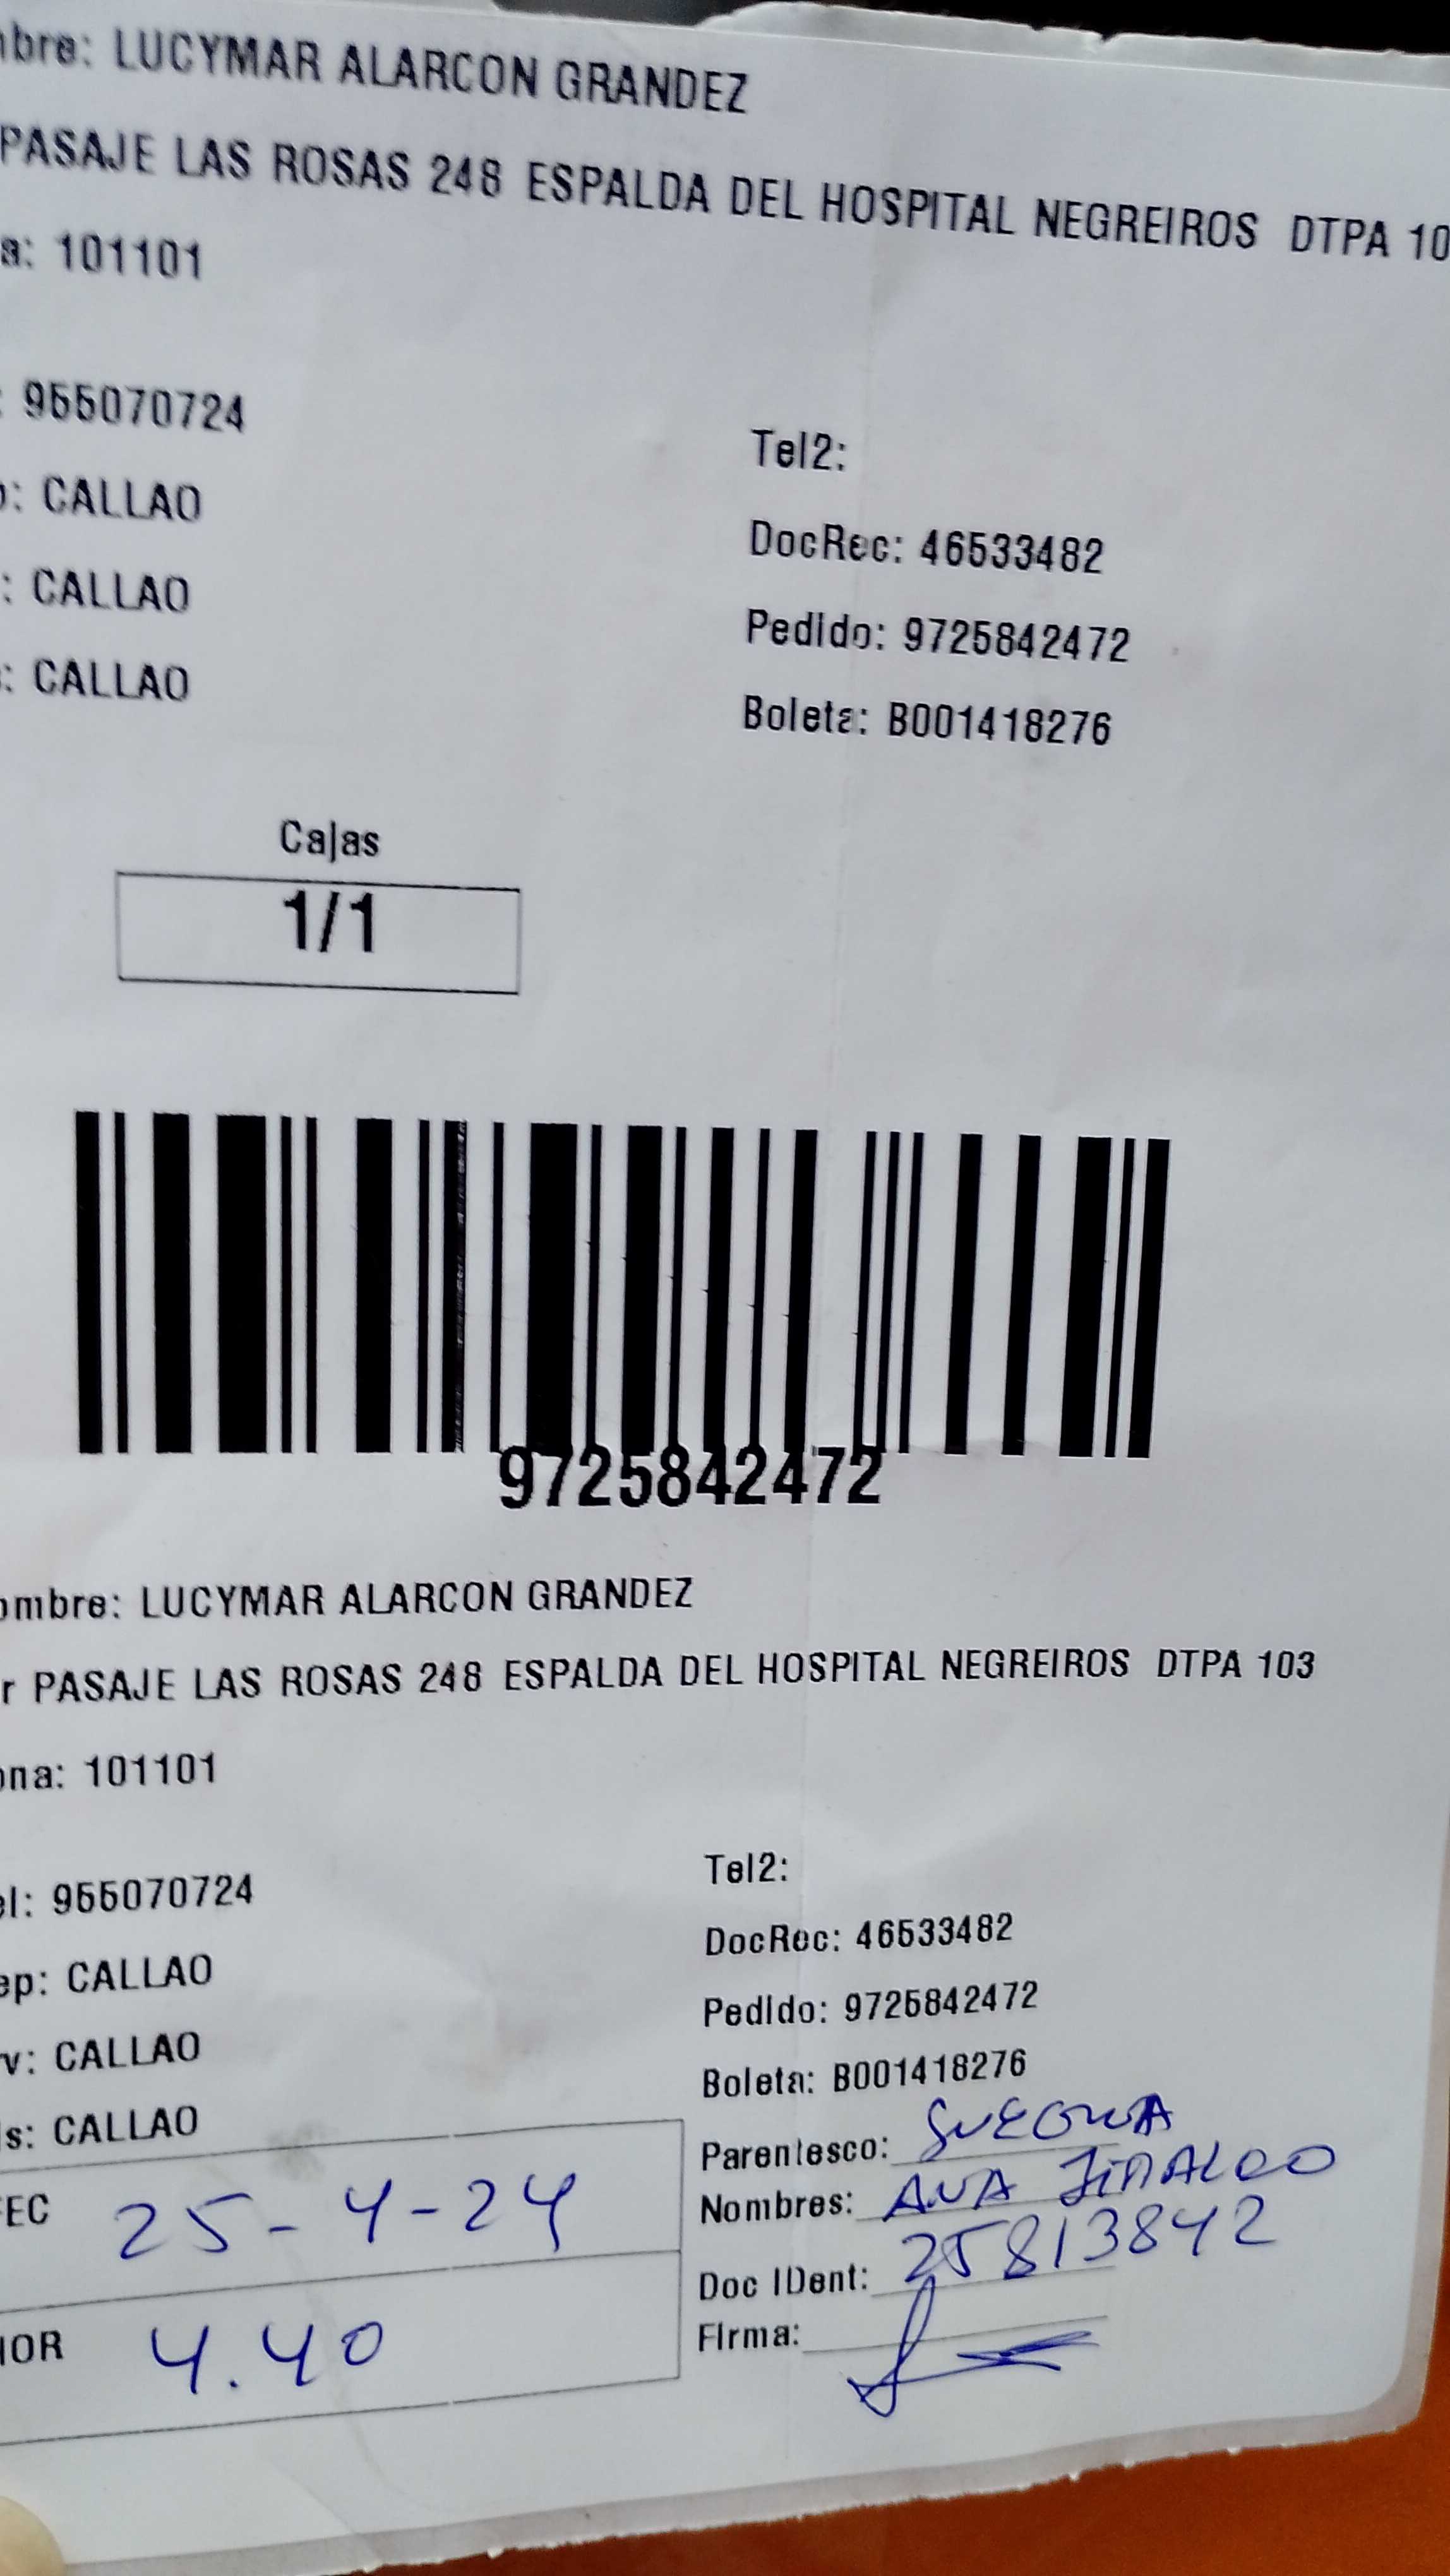 bre: LUCYMAR ALARCON GRANDEZ
PASAJE LAS ROSAS 248 ESPALDA DEL HOSPITAL NEGREIROS DTPA 10
a: 101101
: 955070724
Tel2:
o: CALLAO
DocRec: 46533482
: CALLAO
Pedido: 9725842472
: CALLAO
Boleta: B001418276
Cajas
1/1
9725842472
ombre: LUCYMAR ALARCON GRANDEZ
r PASAJE LAS ROSAS 248 ESPALDA DEL HOSPITAL NEGREIROS DTPA 103
ona: 101101
Tel2:
el: 955070724
DocRec: 46533482
ep: CALLAO
Pedido: 9725842472
v: CALLAO
Boleta: B001418276
s: CALLAO
Parentesco: SUEGRA
FEC 25-4-24
Nombres: ANA
Doc IDent: 25813842
HOR 4.40
Firma: